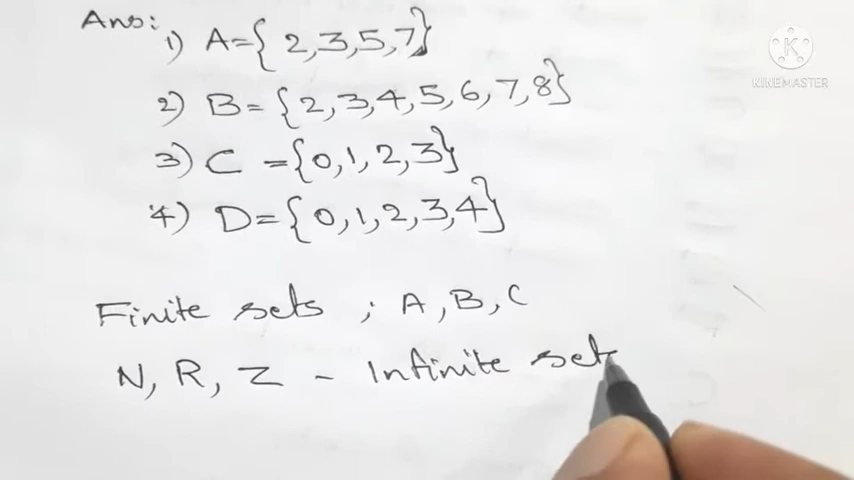 Ans:
1) A={2,3,5,7}
2) B={2,3,4,5,6,7,8}
3) C={0,1,2,3}
4) D={0,1,2,3,4}
Finite sets ; A, B, C
N, R, Z - Infinite sets
K
KINEMASTER